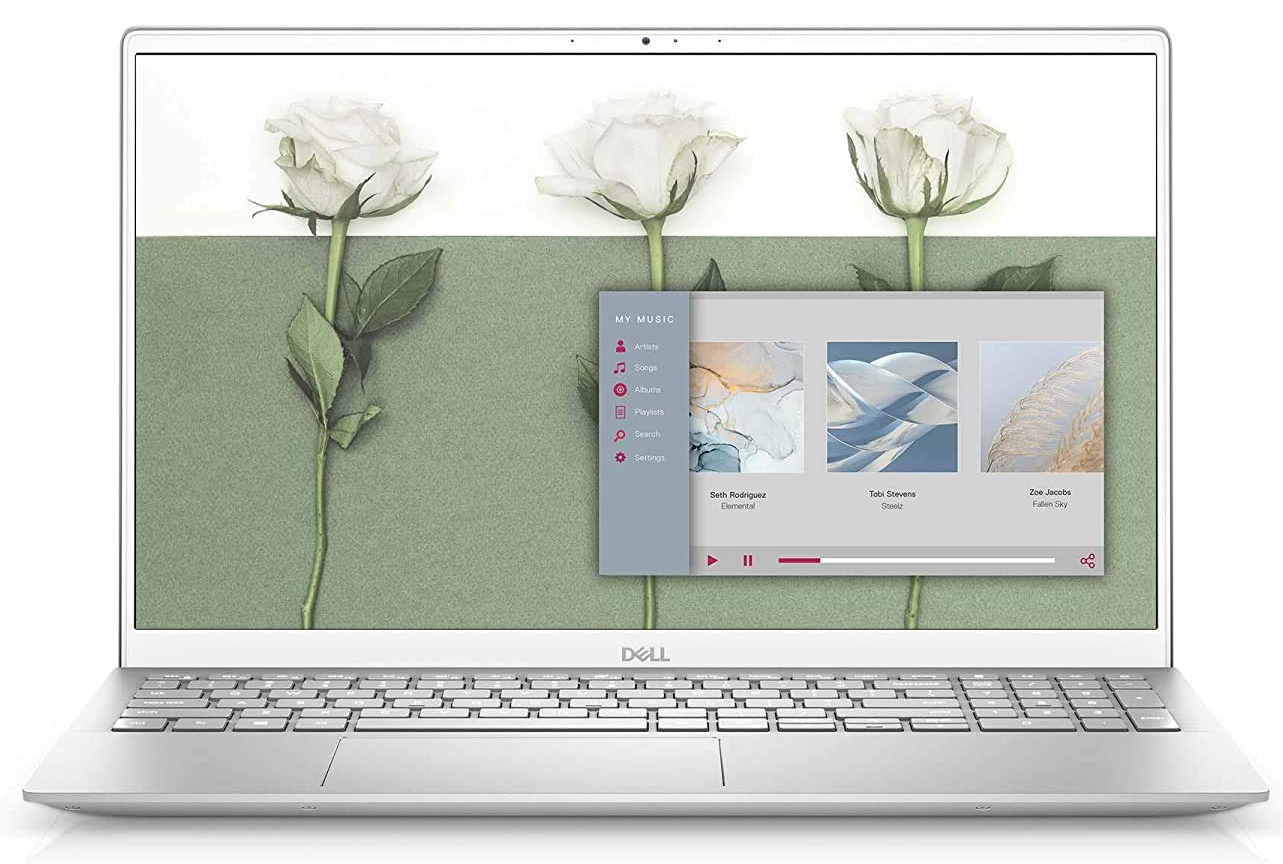 MY MUSIC
Artists
Songs
Albums
Playlists
Search
Settings
Seth Rodriguez
Elemental
Tobi Stevens
Steelz
Zoe Jacobs
Fallen Sky
DELL